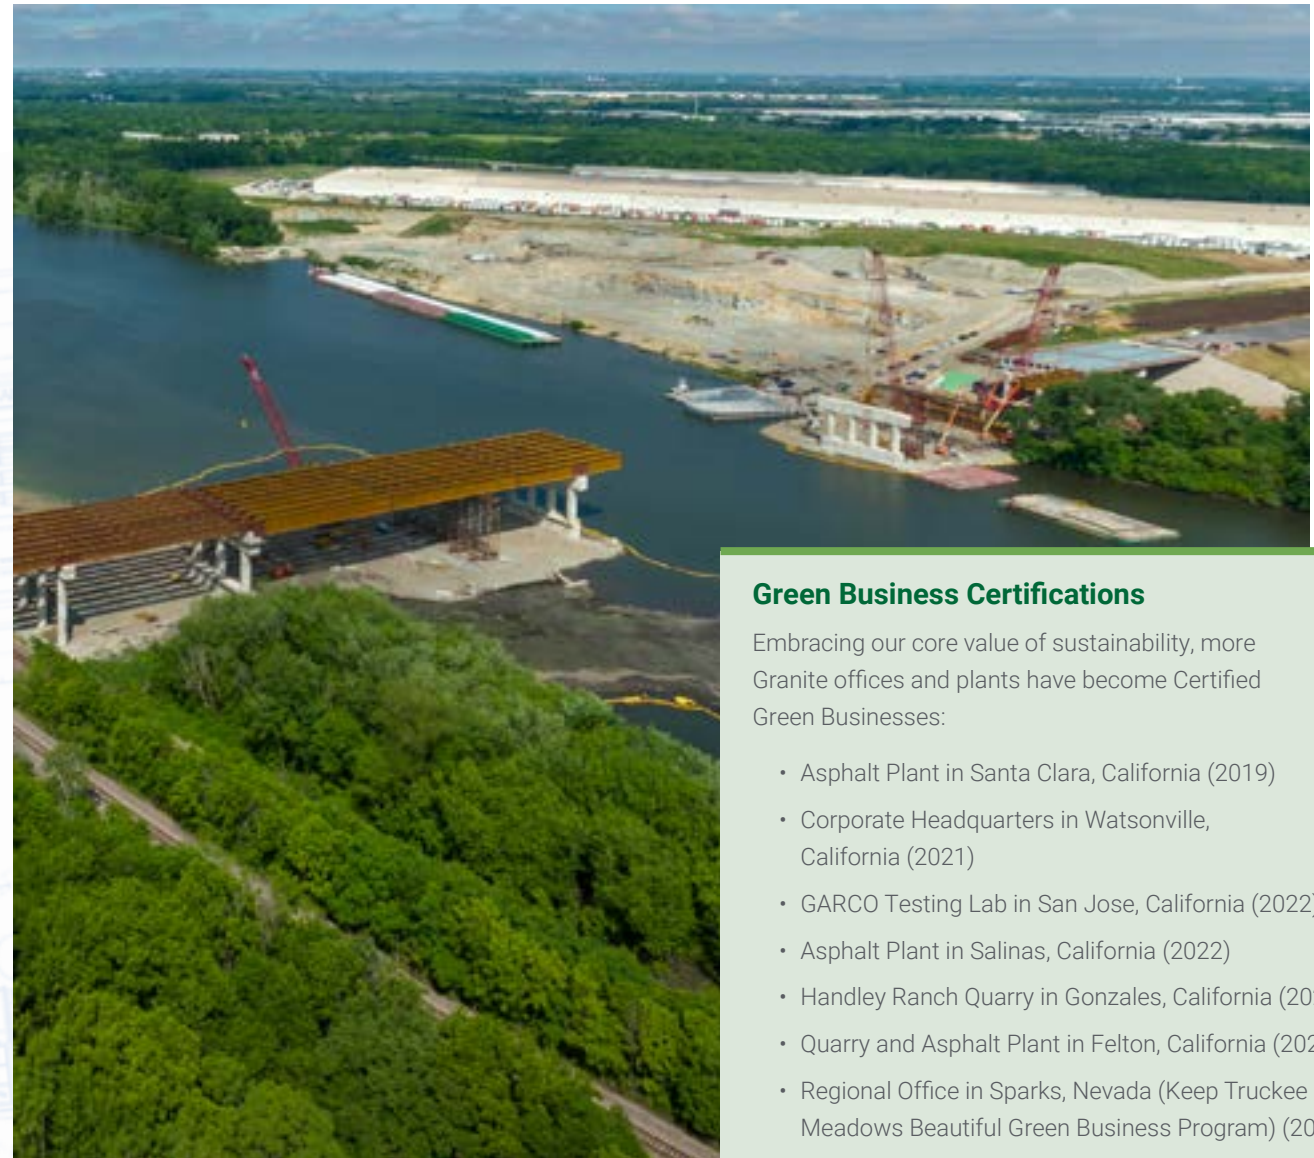 Green Business Certifications
Embracing our core value of sustainability, more
Granite offices and plants have become Certified
Green Businesses:
• Asphalt Plant in Santa Clara, California (2019)
• Corporate Headquarters in Watsonville,
California (2021)
• GARCO Testing Lab in San Jose, California (2022)
• Asphalt Plant in Salinas, California (2022)
• Handley Ranch Quarry in Gonzales, California
• Quarry and Asphalt Plant in Felton, California
• Regional Office in Sparks, Nevada (Keep Truckee
Meadows Beautiful Green Business Program)